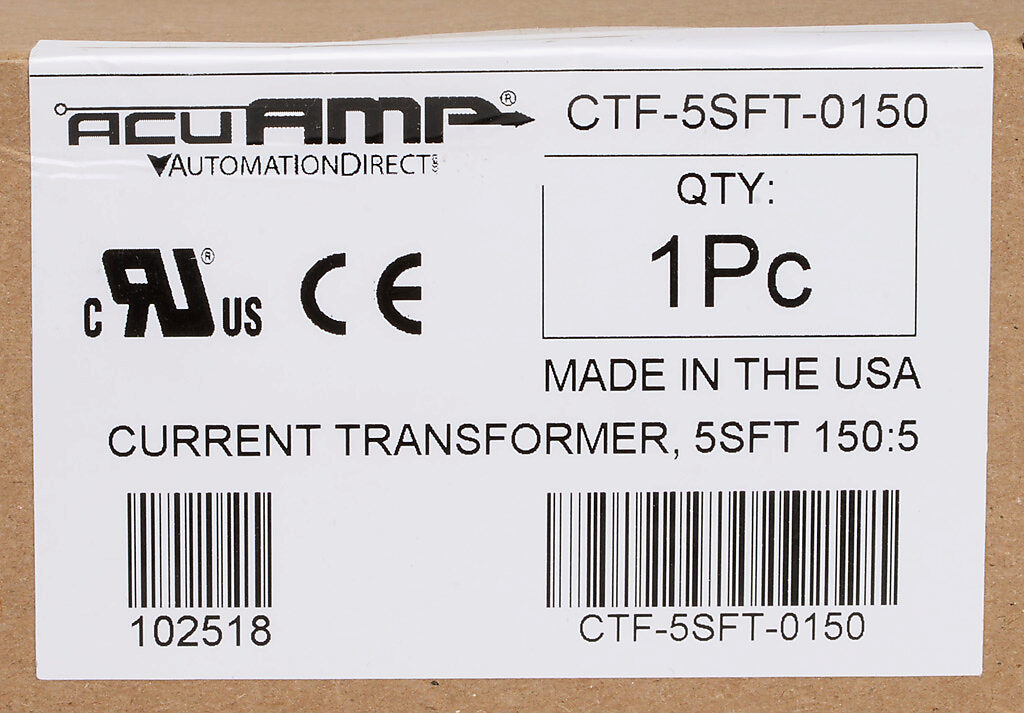 ACUAMP® CTF-5SFT-0150
AUTOMATIONDIRECT
QTY:
1Pc
C RU® US CE
MADE IN THE USA
CURRENT TRANSFORMER, 5SFT 150:5
102518
CTF-5SFT-0150